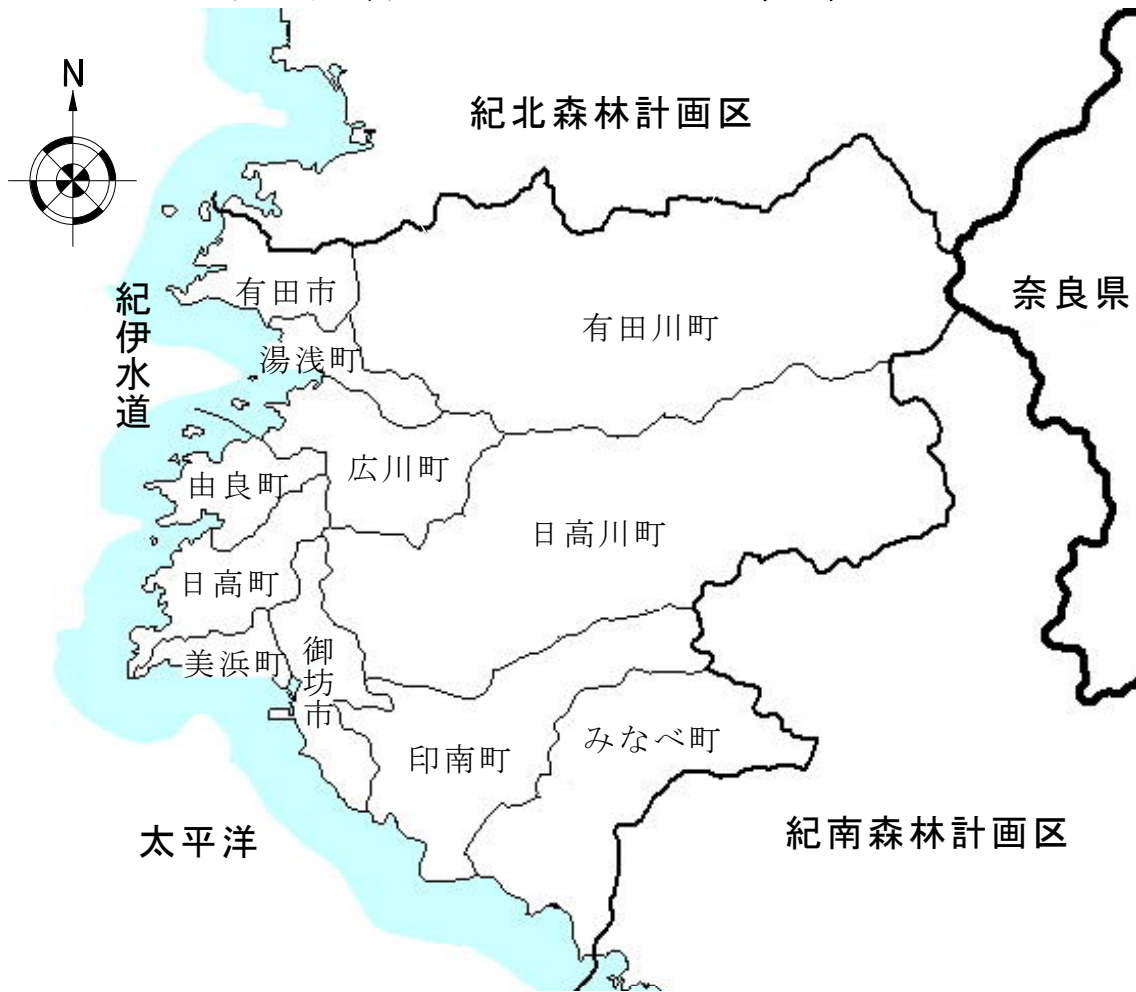 N
紀北森林計画区
奈良県
有田市
有田川町
紀伊水道
湯浅町
広川町
由良町
日高川町
日高町
御坊市
美浜町
みなべ町
印南町
太平洋
紀南森林計画区